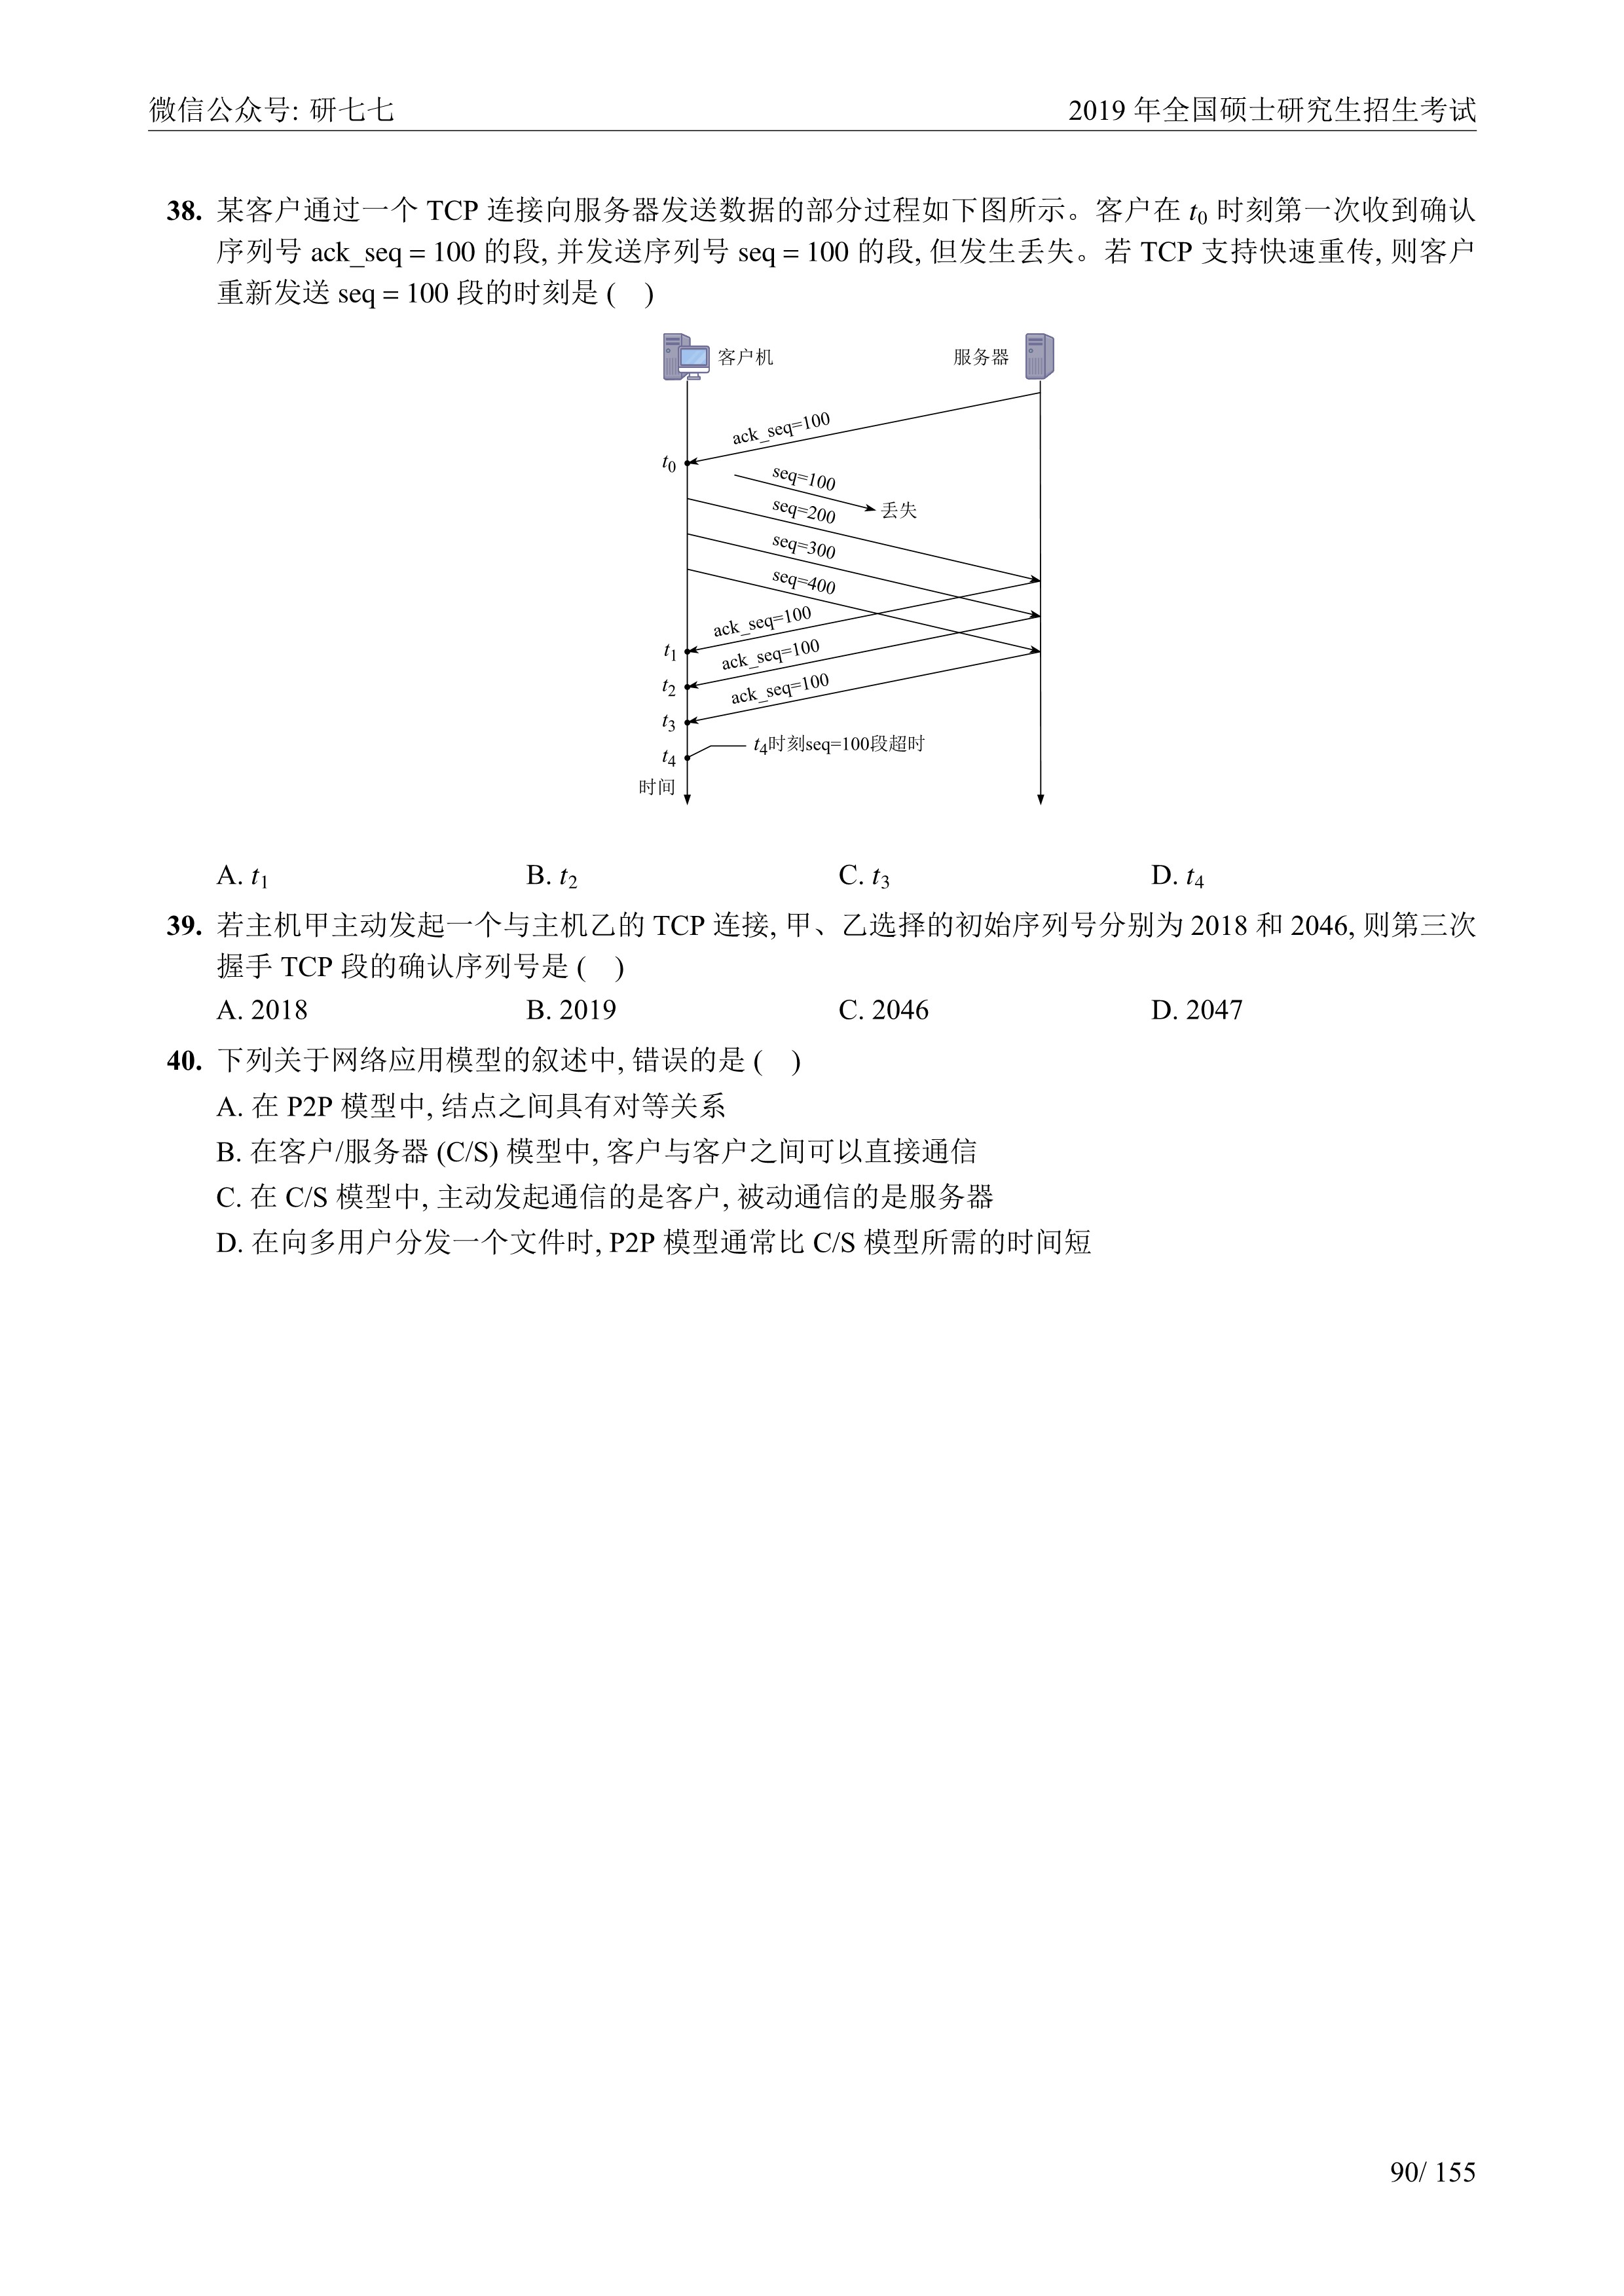 微信公众号: 研七七
2019 年全国硕士研究生招生考试
38. 某客户通过一个 TCP 连接向服务器发送数据的部分过程如下图所示。客户在 t0 时刻第一次收到确认
序列号 ack_seq = 100 的段, 并发送序列号 seq = 100 的段, 但发生丢失。若 TCP 支持快速重传, 则客户
重新发送 seq = 100 段的时刻是 (   )
客户机
服务器
ack_seq=100
t0
seq=100
丢失
seq=200
seq=300
seq=400
ack_seq=100
t1
ack_seq=100
t2
ack_seq=100
t3
t4时刻seq=100段超时
t4
时间
A. t1 B. t2 C. t3 D. t4
39. 若主机甲主动发起一个与主机乙的 TCP 连接, 甲、乙选择的初始序列号分别为 2018 和 2046, 则第三次
握手 TCP 段的确认序列号是 (   )
A. 2018 B. 2019 C. 2046 D. 2047
40. 下列关于网络应用模型的叙述中, 错误的是 (   )
A. 在 P2P 模型中, 结点之间具有对等关系
B. 在客户/服务器 (C/S) 模型中, 客户与客户之间可以直接通信
C. 在 C/S 模型中, 主动发起通信的是客户, 被动通信的是服务器
D. 在向多用户分发一个文件时, P2P 模型通常比 C/S 模型所需的时间短
90/ 155